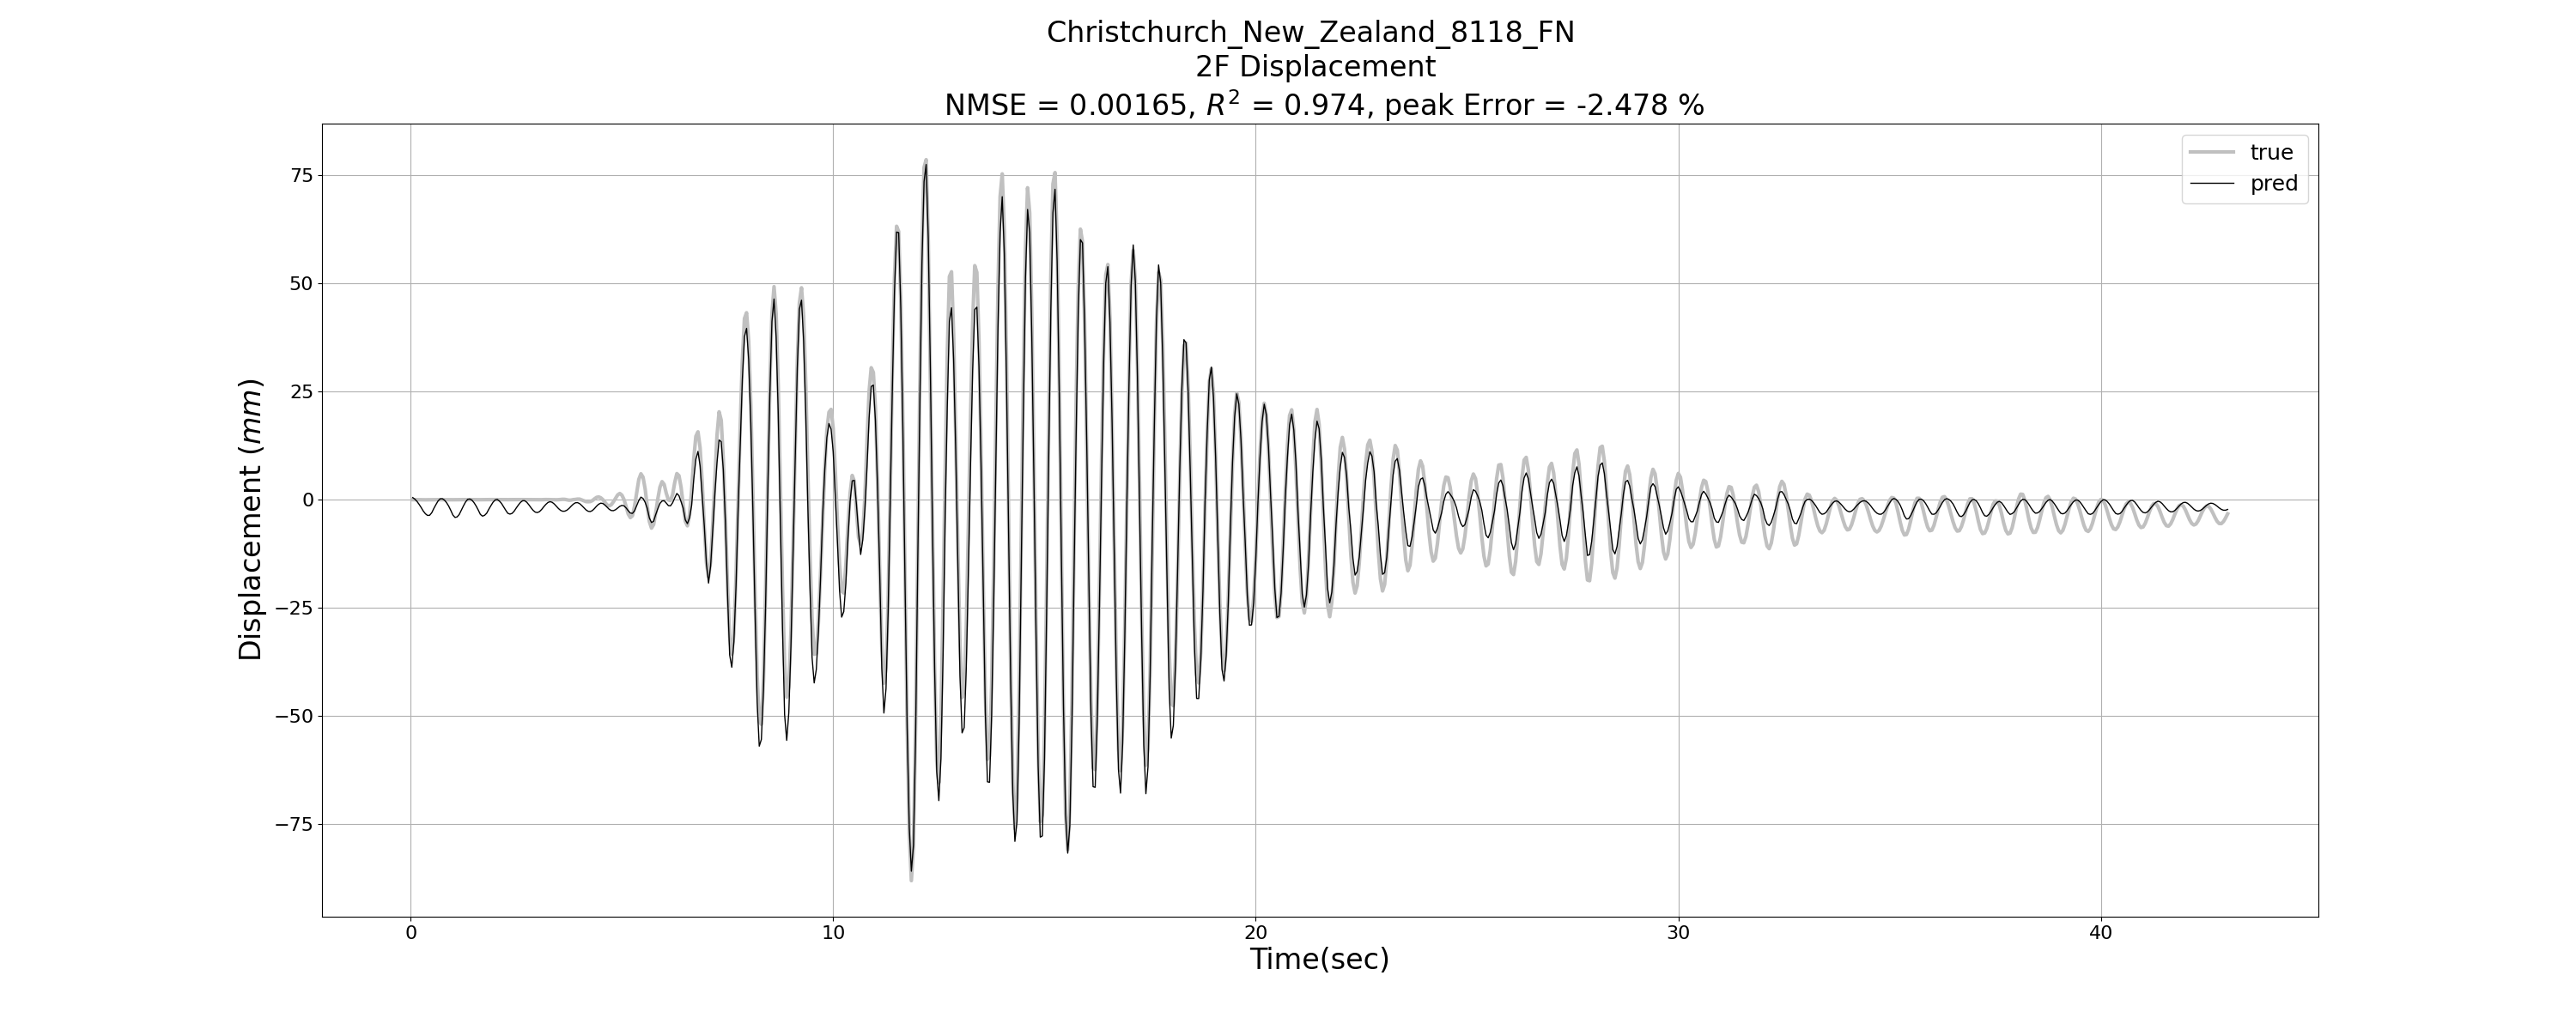 Christchurch_New_Zealand_8118_FN
2F Displacement
NMSE = 0.00165, R² = 0.974, peak Error = -2.478 %
true
pred
75
50
25
0
−25
−50
−75
Displacement (mm)
0 10 20 30 40
Time(sec)